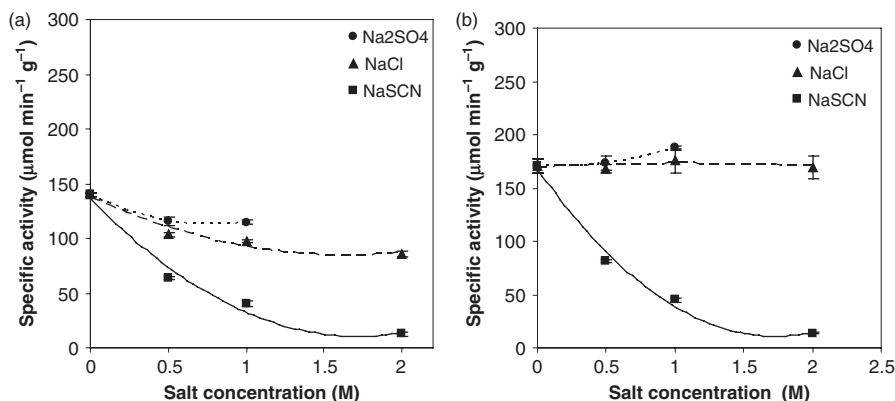 (a)
300
250
200
150
100
50
0
Specific activity (μmol min⁻¹ g⁻¹)
Na2SO4
NaCl
NaSCN
0 0.5 1 1.5 2
Salt concentration (M)
(b)
300
250
200
150
100
50
0
Specific activity (μmol min⁻¹ g⁻¹)
Na2SO4
NaCl
NaSCN
0 0.5 1 1.5 2 2.5
Salt concentration (M)